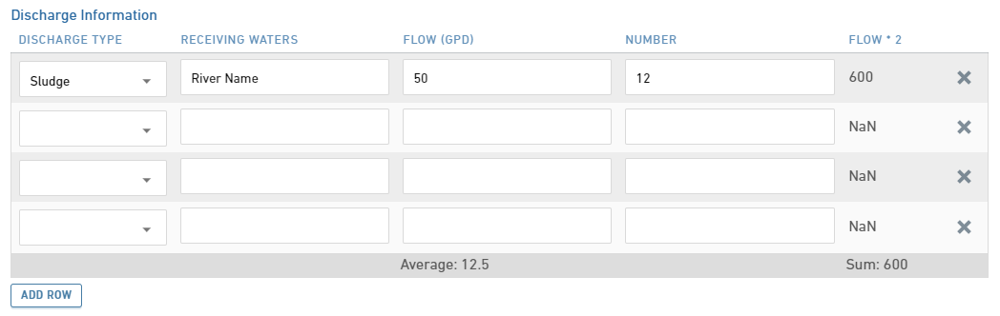 Discharge Information
DISCHARGE TYPE RECEIVING WATERS FLOW (GPD) NUMBER FLOW * 2
Sludge River Name 50 12 600
NaN
NaN
NaN
Average: 12.5 Sum: 600
ADD ROW